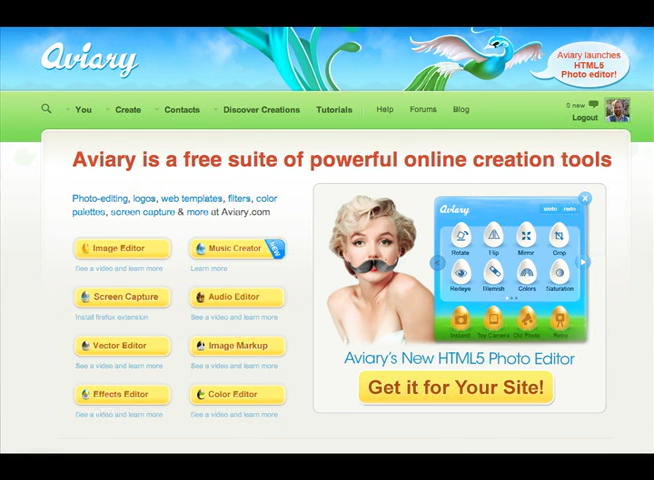 Aviary
Aviary launches
HTML5
Photo editor!
You Create Contacts Discover Creations Tutorials Help Forums Blog
0 new
Logout
Aviary is a free suite of powerful online creation tools
Photo-editing, logos, web templates, filters, color
palettes, screen capture & more at Aviary.com
Image Editor
See a video and learn more
Music Creator NEW
Learn more
Screen Capture
Install firefox extension
Audio Editor
See a video and learn more
Vector Editor
See a video and learn more
Image Markup
See a video and learn more
Effects Editor
See a video and learn more
Color Editor
See a video and learn more
Aviary
undo redo
Rotate Flip Mirror Crop
Redeye Blemish Colors Saturation
Instant Toy Camera Old Photo Retro
Aviary's New HTML5 Photo Editor
Get it for Your Site!